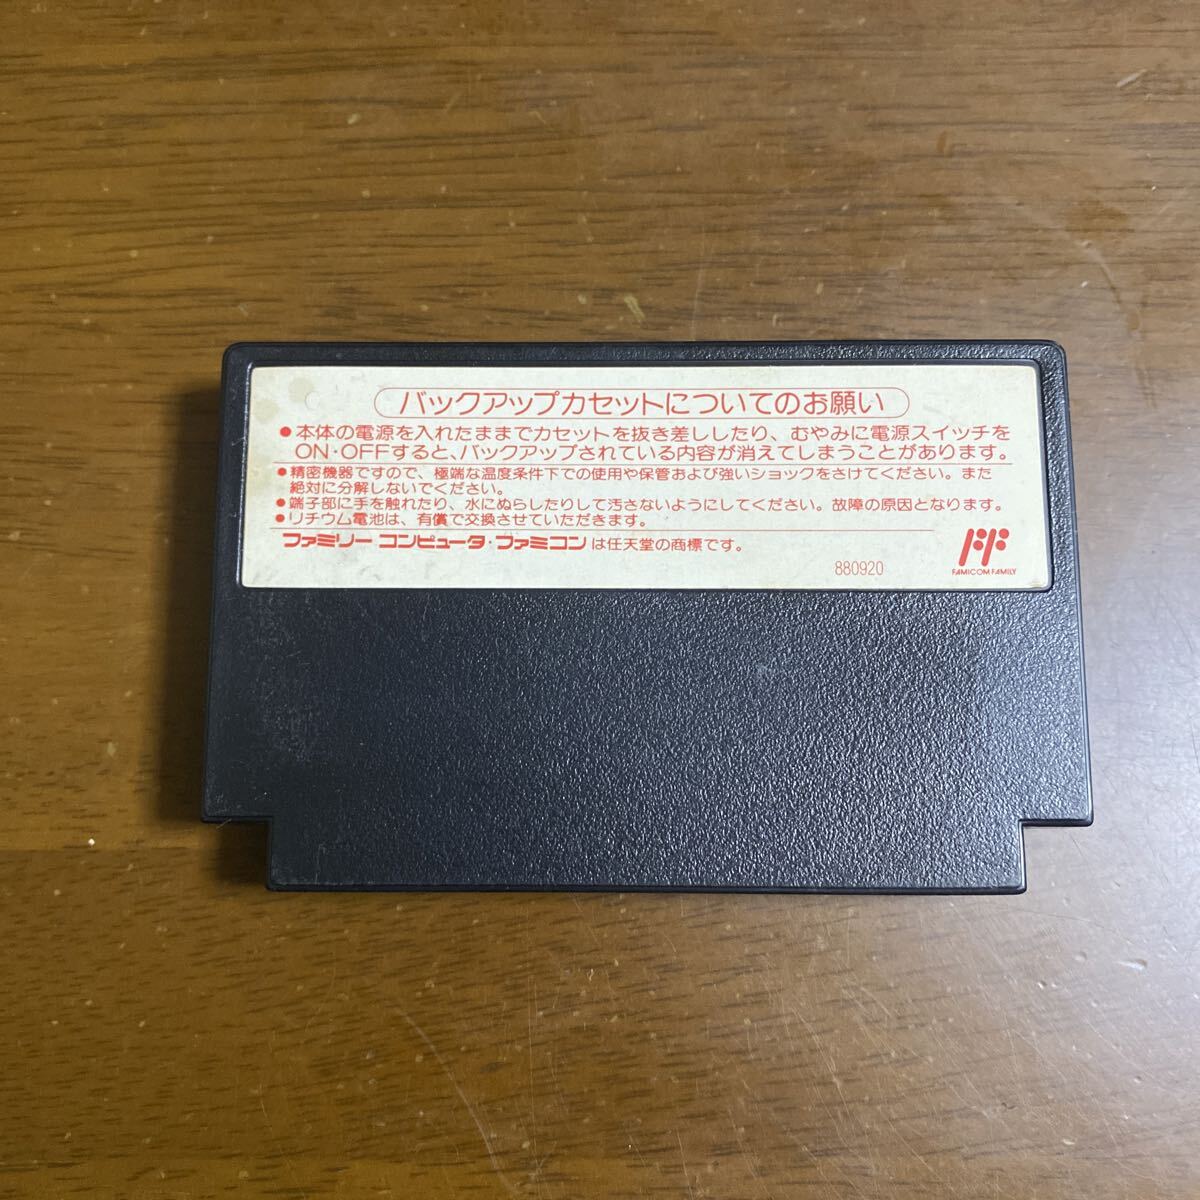 バックアップカセットについてのお願い
●本体の電源を入れたままでカセットを抜き差ししたり、むやみに電源スイッチを
ON・OFFすると、バックアップされている内容が消えてしまうことがあります。
●精密機器ですので、極端な温度条件下での使用や保管および強いショックをさけてください。また
絶対に分解しないでください。
●端子部に手を触れたり、水にぬらしたりして汚さないようにしてください。故障の原因となります。
●リチウム電池は、有償で交換させていただきます。
ファミリーコンピュータ・ファミコンは任天堂の商標です。
880920
FAMICOM FAMILY